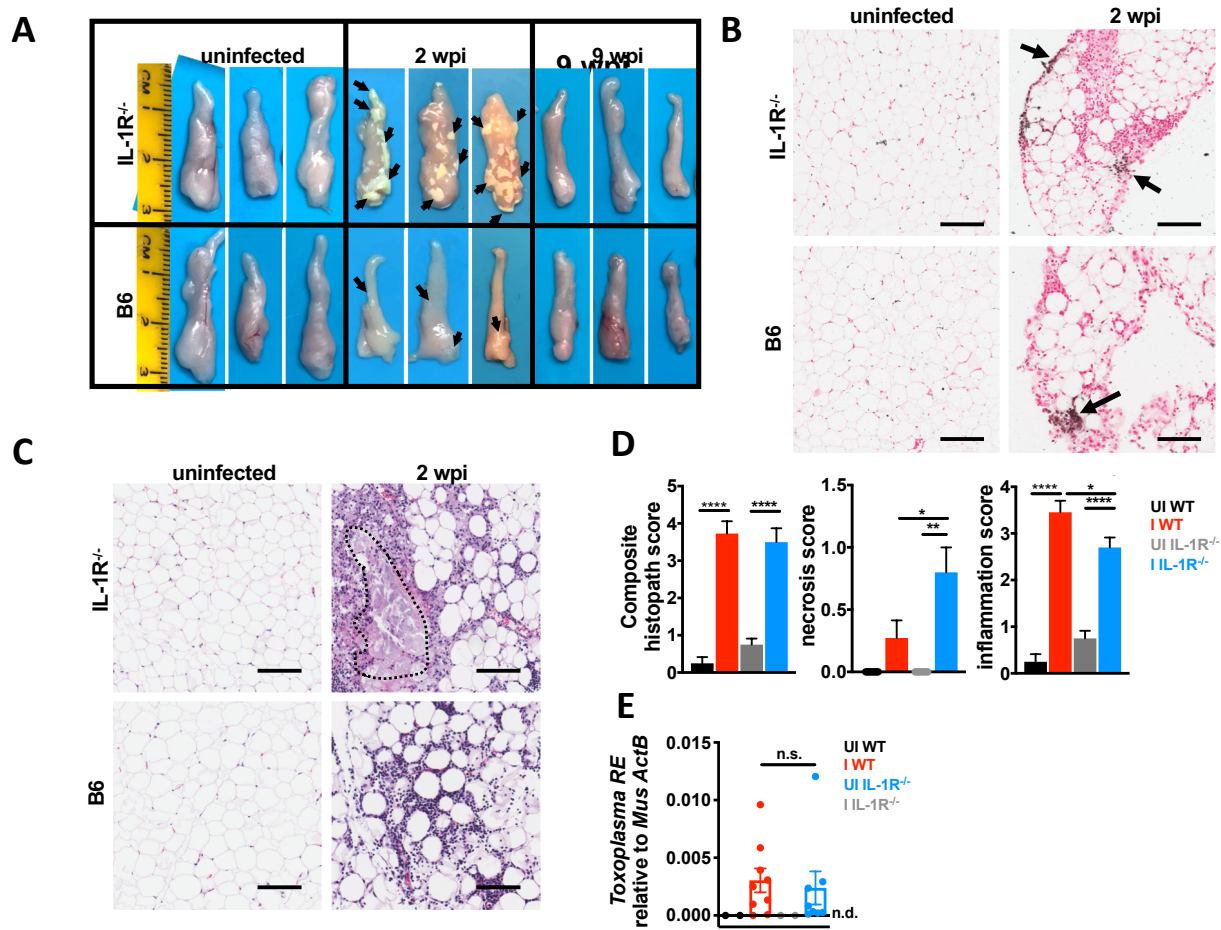 A
uninfected
2 wpi
9 wpi
9 wpi
IL-1R-/-
CM
1
2
3
B6
CM
1
2
3
B
uninfected
2 wpi
IL-1R-/-
B6
C
uninfected
2 wpi
IL-1R-/-
B6
D
Composite
histopath score
5
4
3
2
1
0
****
****
necrosis score
1.5
1.0
0.5
0.0
*
**
inflammation score
4
3
2
1
0
****
*
****
UI WT
I WT
UI IL-1R-/-
I IL-1R-/-
E
Toxoplasma RE
relative to Mus ActB
0.015
0.010
0.005
0.000
n.s.
n.d.
UI WT
I WT
UI IL-1R-/-
I IL-1R-/-